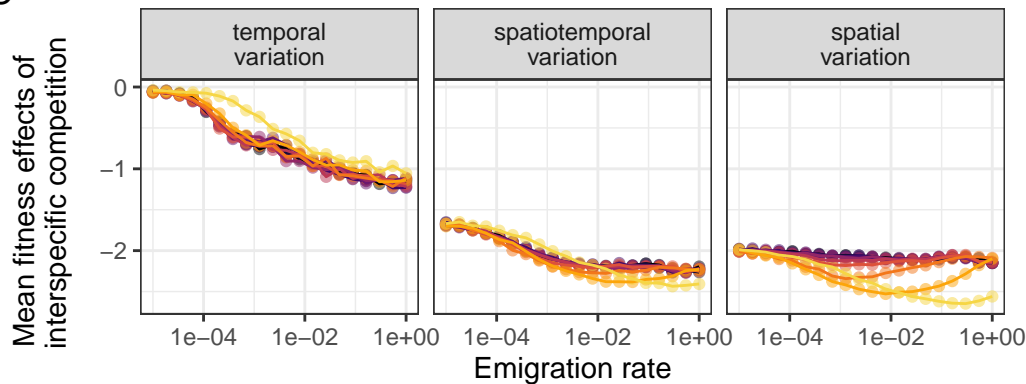 temporal
variation
spatiotemporal
variation
spatial
variation
Mean fitness effects of
interspecific competition
0
−1
−2
1e−04 1e−02 1e+00 1e−04 1e−02 1e+00 1e−04 1e−02 1e+00
Emigration rate